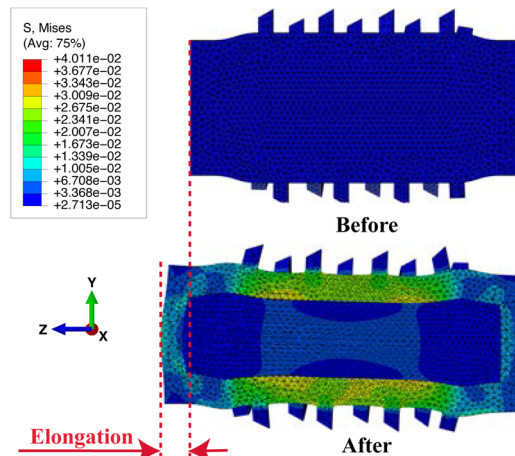 S, Mises
(Avg: 75%)
+4.011e−02
+3.677e−02
+3.343e−02
+3.009e−02
+2.675e−02
+2.341e−02
+2.007e−02
+1.673e−02
+1.339e−02
+1.005e−02
+6.708e−03
+3.368e−03
+2.713e−05
Before
Y
Z
X
Elongation
After